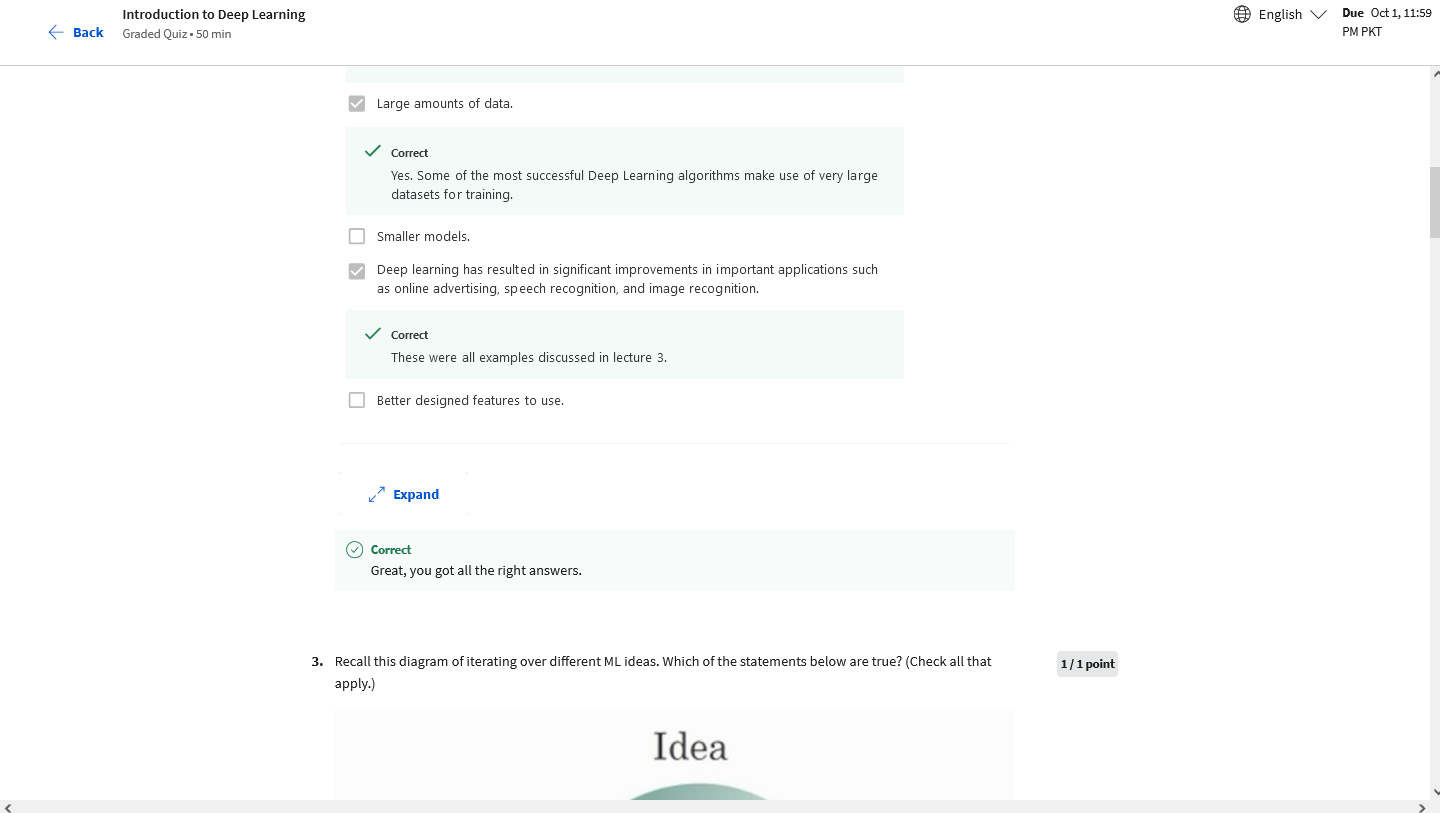 Back
Introduction to Deep Learning
Graded Quiz • 50 min
English
Due Oct 1, 11:59
PM PKT
Large amounts of data.
Correct
Yes. Some of the most successful Deep Learning algorithms make use of very large
datasets for training.
Smaller models.
Deep learning has resulted in significant improvements in important applications such
as online advertising, speech recognition, and image recognition.
Correct
These were all examples discussed in lecture 3.
Better designed features to use.
Expand
Correct
Great, you got all the right answers.
3. Recall this diagram of iterating over different ML ideas. Which of the statements below are true? (Check all that
apply.)
1 / 1 point
Idea